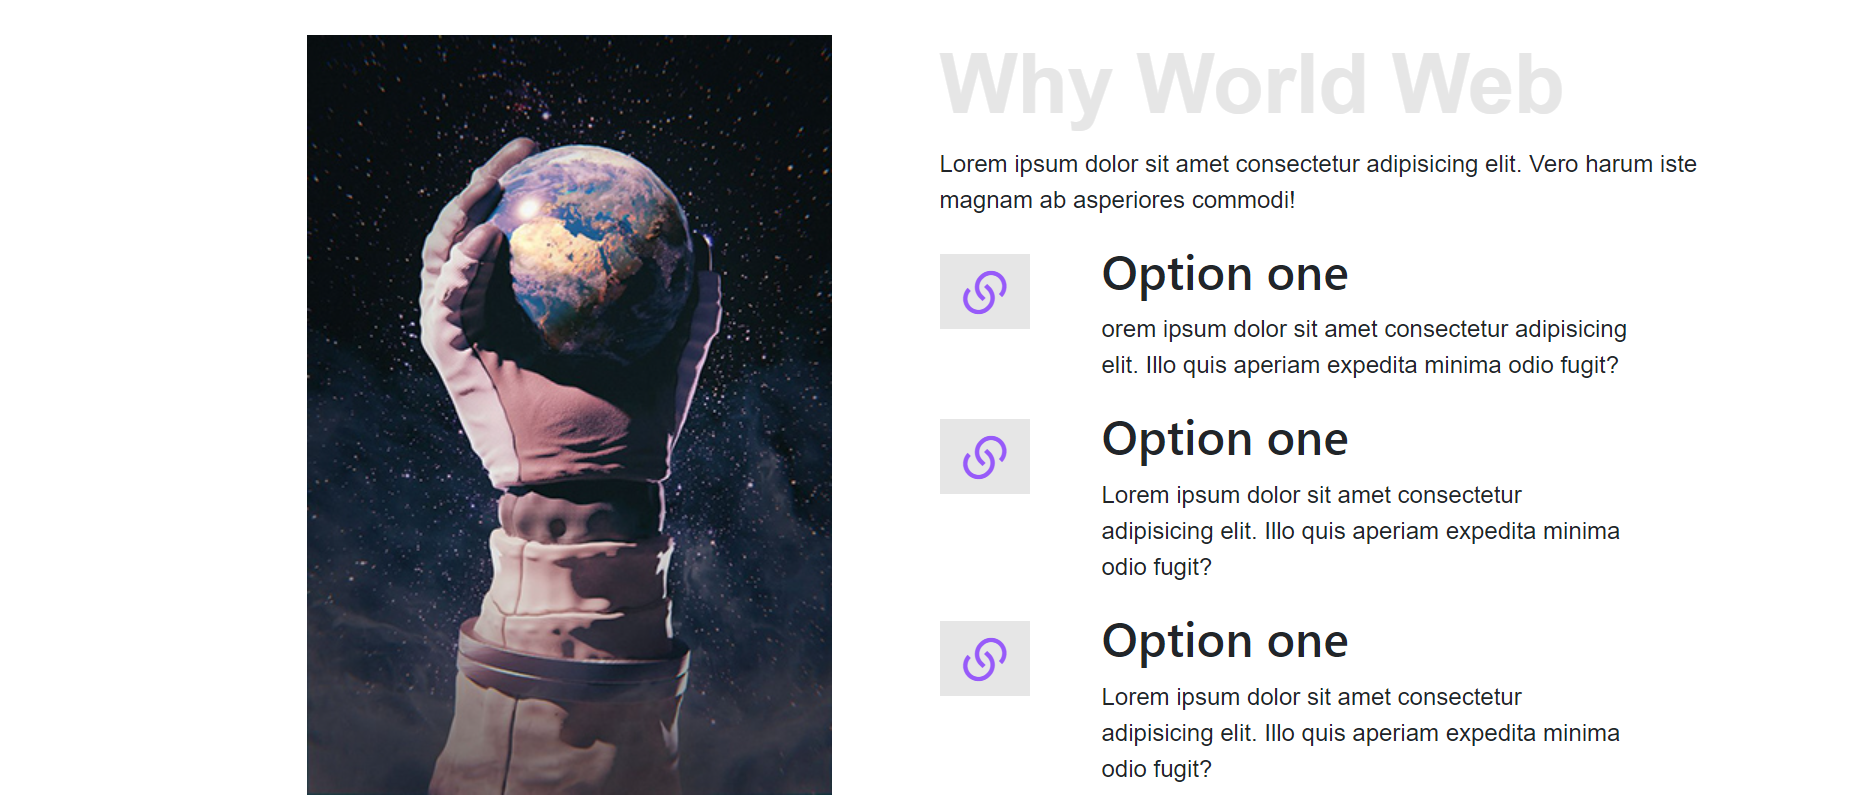 Why World Web
Lorem ipsum dolor sit amet consectetur adipisicing elit. Vero harum iste
magnam ab asperiores commodi!
Option one
orem ipsum dolor sit amet consectetur adipisicing
elit. Illo quis aperiam expedita minima odio fugit?
Option one
Lorem ipsum dolor sit amet consectetur
adipisicing elit. Illo quis aperiam expedita minima
odio fugit?
Option one
Lorem ipsum dolor sit amet consectetur
adipisicing elit. Illo quis aperiam expedita minima
odio fugit?